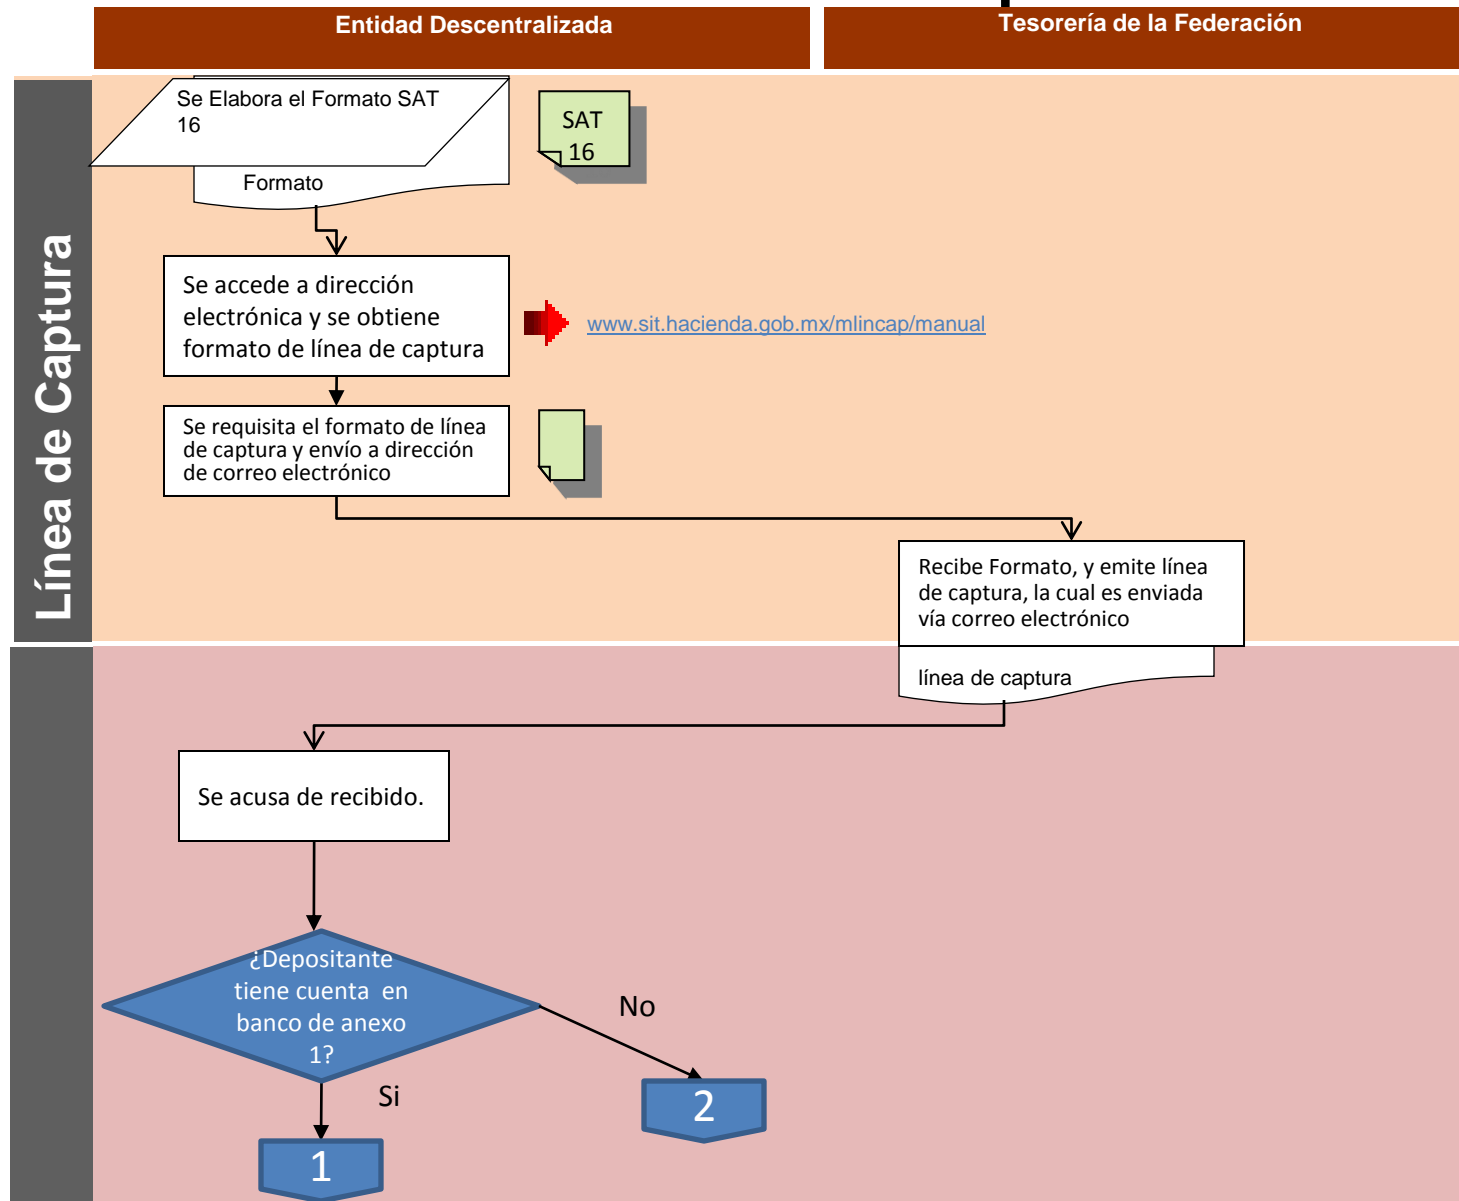 Entidad Descentralizada
Tesorería de la Federación
Línea de Captura
Se Elabora el Formato SAT
16
SAT
16
Formato
Se accede a dirección
electrónica y se obtiene
formato de línea de captura
www.sit.hacienda.gob.mx/mlincap/manual
Se requisita el formato de línea
de captura y envío a dirección
de correo electrónico
Recibe Formato, y emite línea
de captura, la cual es enviada
vía correo electrónico
línea de captura
Se acusa de recibido.
¿Depositante
tiene cuenta en
banco de anexo
1?
No
Si
2
1